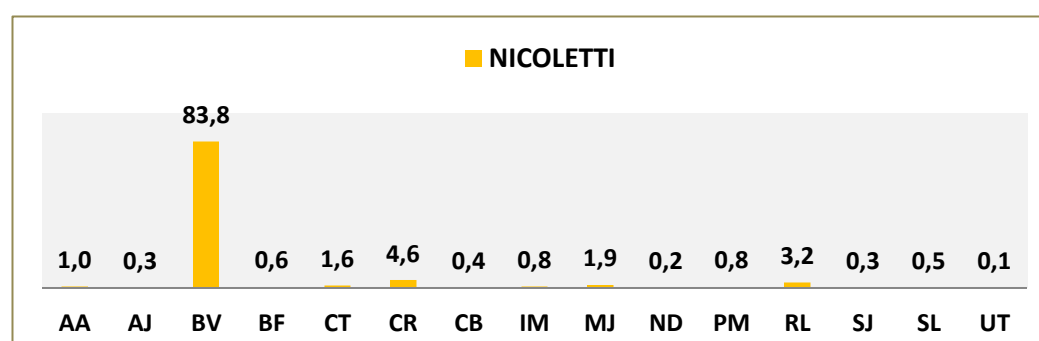 NICOLETTI
83,8
1,0 0,3 0,6 1,6 4,6 0,4 0,8 1,9 0,2 0,8 3,2 0,3 0,5 0,1
AA AJ BV BF CT CR CB IM MJ ND PM RL SJ SL UT